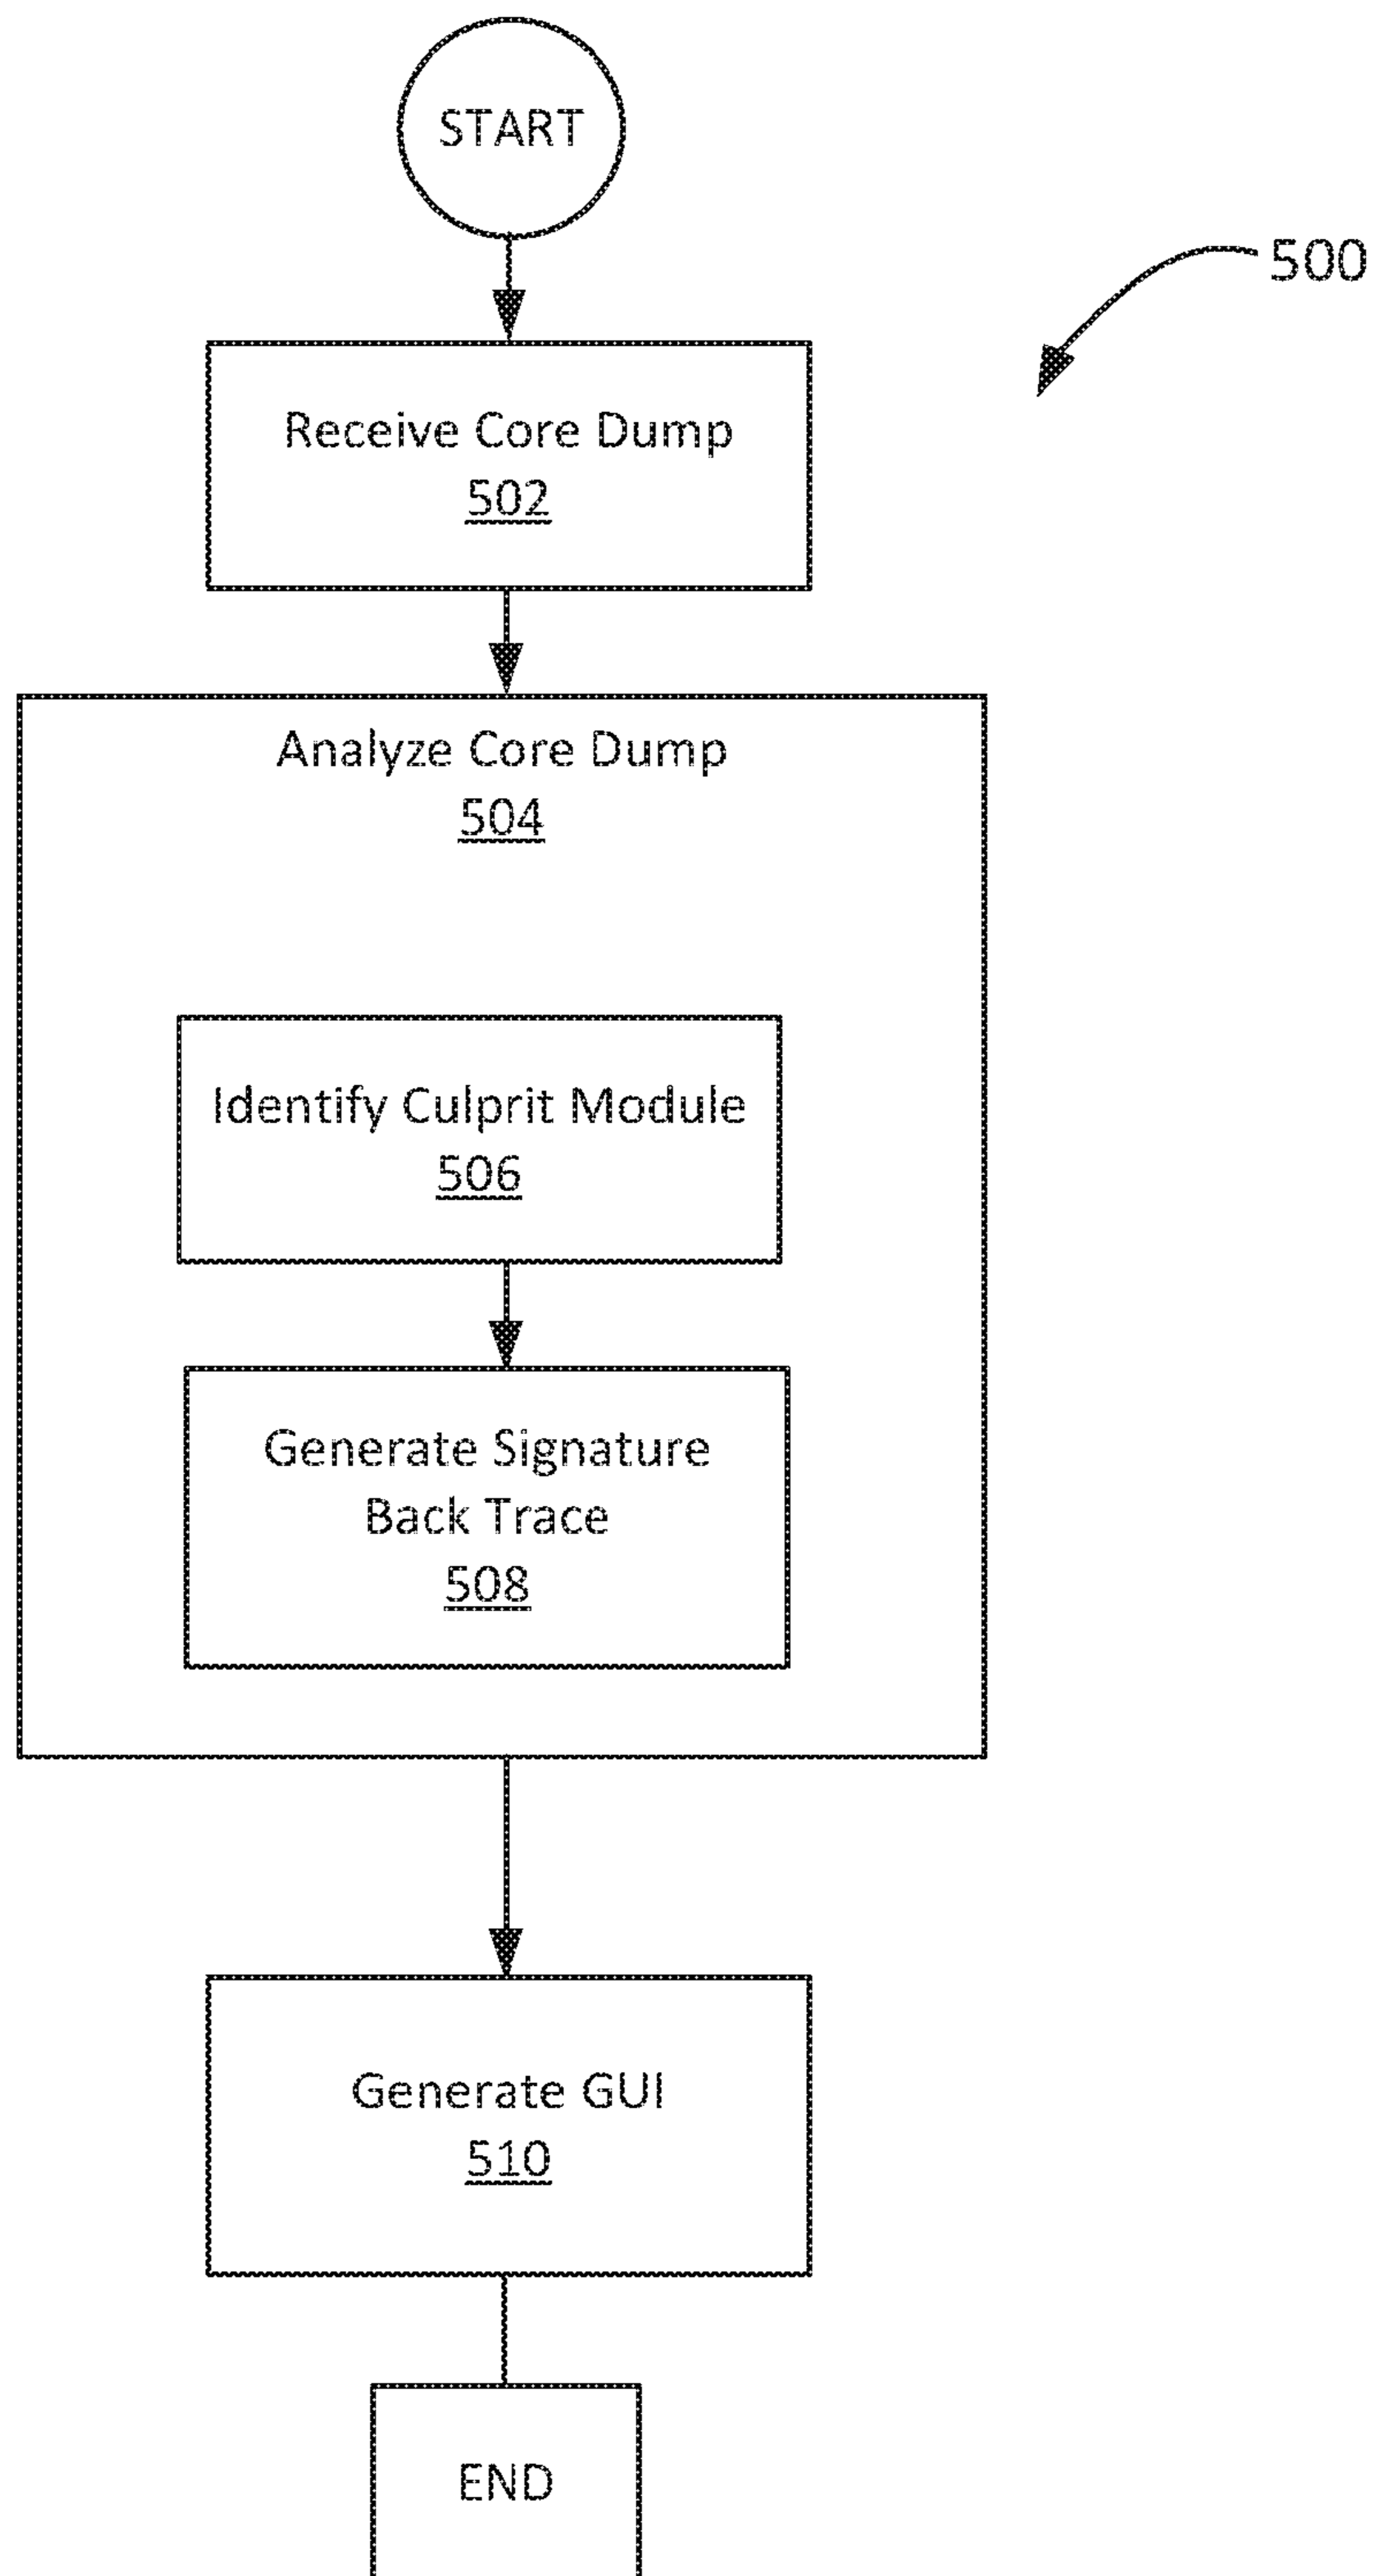 START
500
Receive Core Dump
502
Analyze Core Dump
504
Identify Culprit Module
506
Generate Signature
Back Trace
508
Generate GUI
510
END